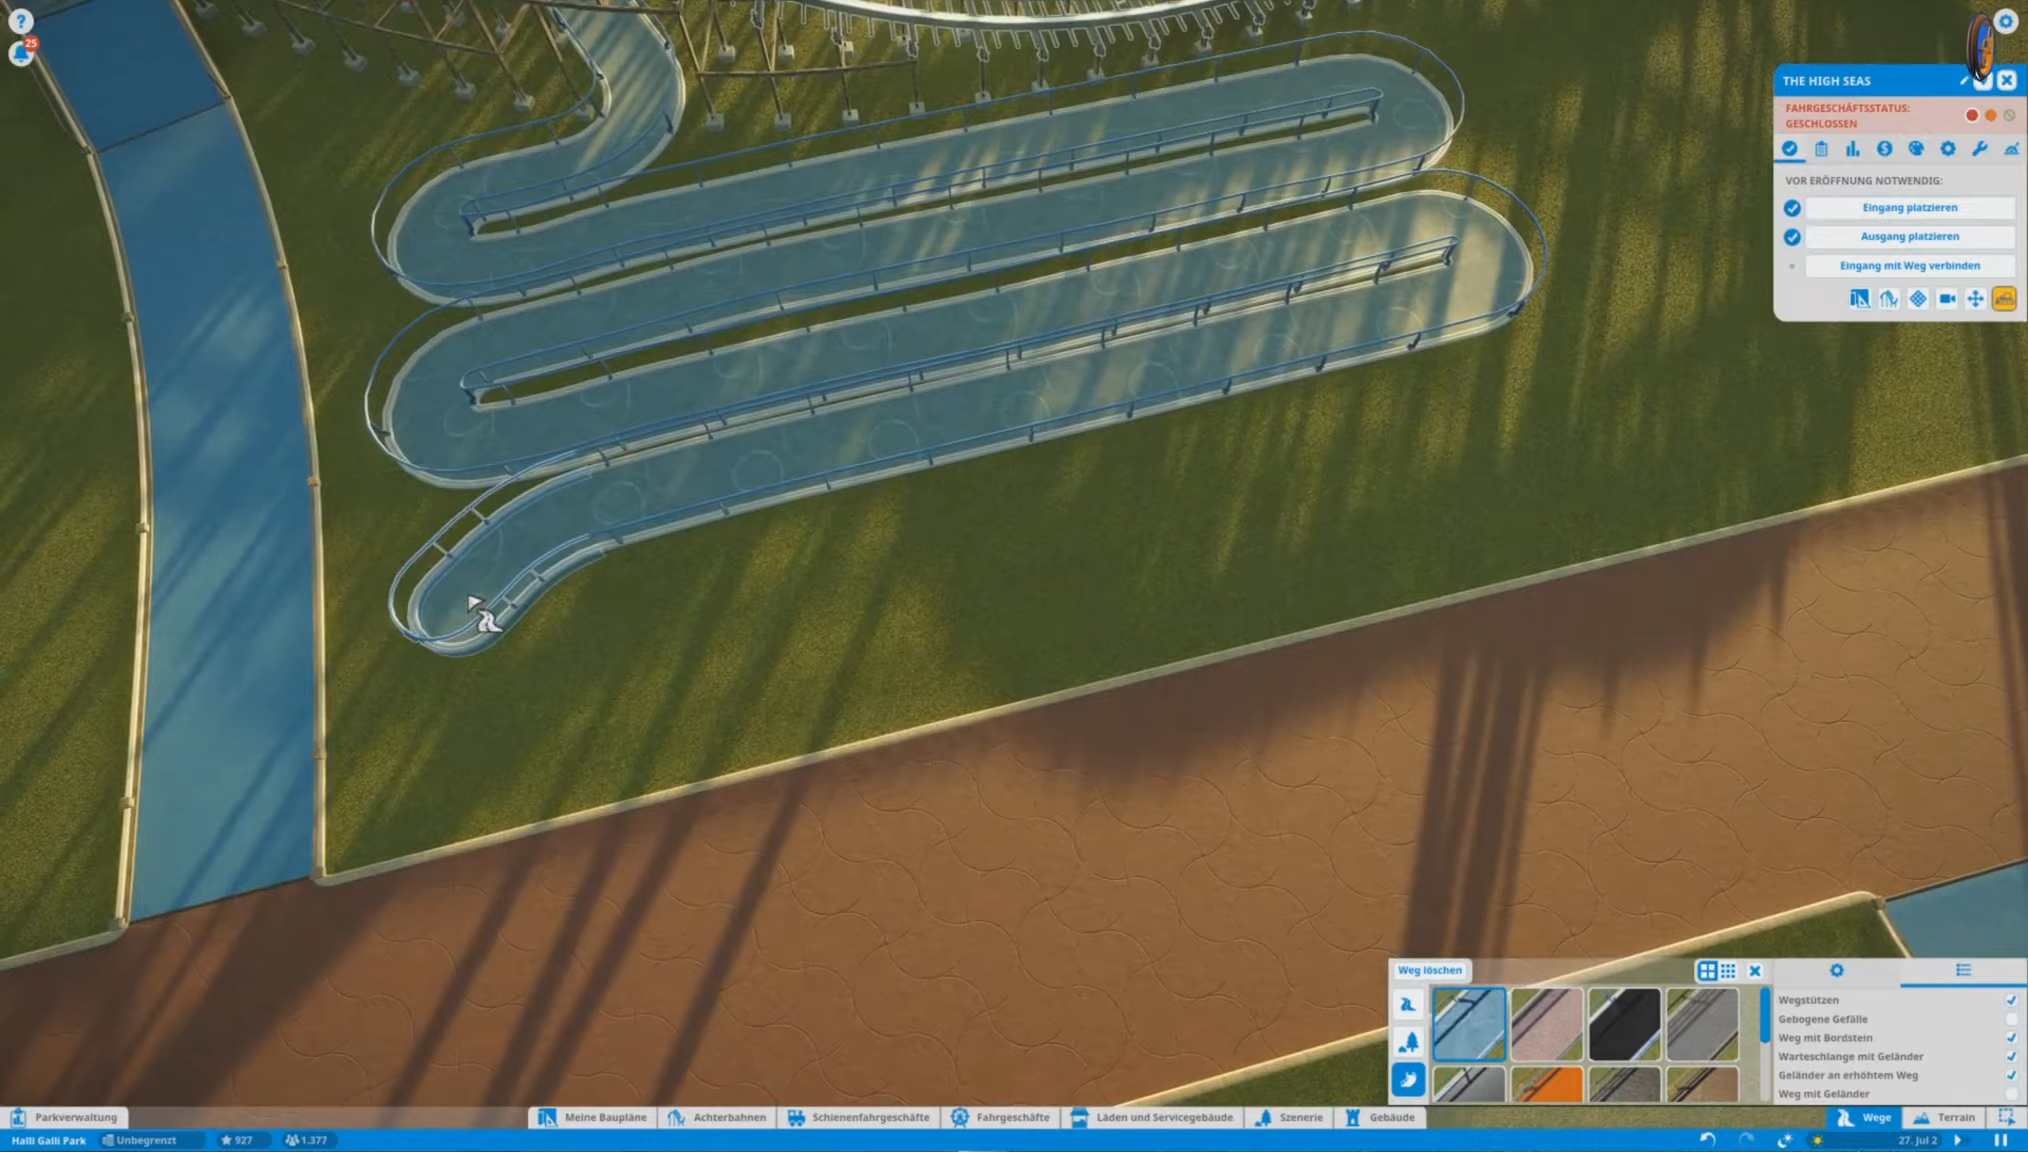 ?
25
THE HIGH SEAS
FAHRGESCHÄFTSSTATUS:
GESCHLOSSEN
VOR ERÖFFNUNG NOTWENDIG:
Eingang platzieren
Ausgang platzieren
Eingang mit Weg verbinden
Weg löschen
Wegstützen
Gebogene Gefälle
Weg mit Bordstein
Warteschlange mit Geländer
Geländer an erhöhtem Weg
Weg mit Geländer
Parkverwaltung
Meine Baupläne
Achterbahnen
Schienenfahrgeschäfte
Fahrgeschäfte
Läden und Servicegebäude
Szenerie
Gebäude
Wege
Terrain
Halli Galli Park
Unbegrenzt
927
1.377
27. Jul 2